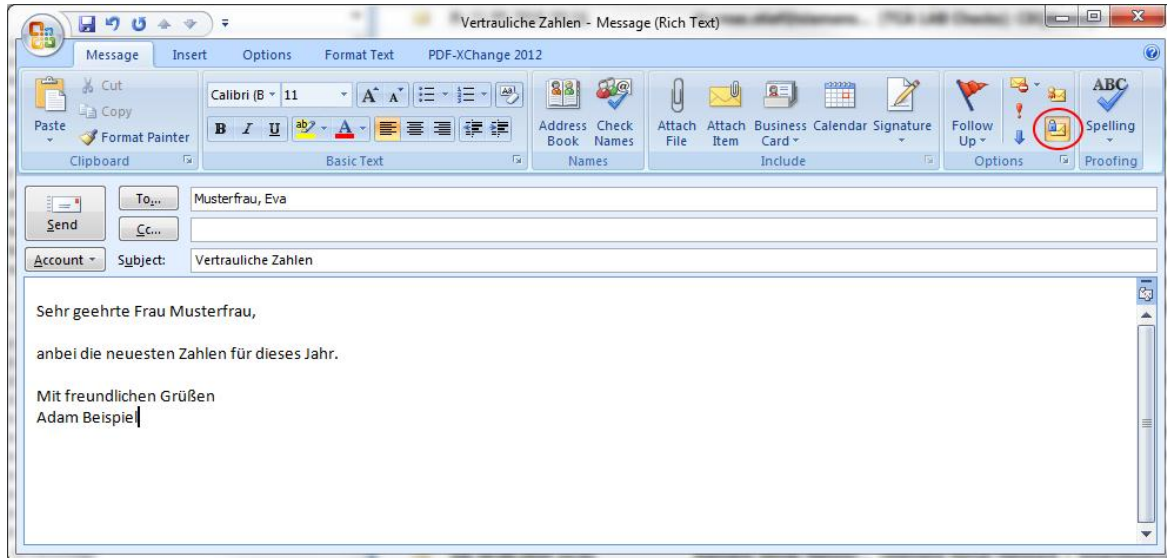 Vertrauliche Zahlen - Message (Rich Text)
Message Insert Options Format Text PDF-XChange 2012
Paste
Cut
Copy
Format Painter
Clipboard
Calibri (B 11
B I U
Basic Text
Address Book
Check Names
Names
Attach File
Attach Item
Business Card
Calendar
Signature
Include
Follow Up
Options
ABC
Spelling
Proofing
Send
To...
Musterfrau, Eva
Cc...
Account
Subject:
Vertrauliche Zahlen
Sehr geehrte Frau Musterfrau,
anbei die neuesten Zahlen für dieses Jahr.
Mit freundlichen Grüßen
Adam Beispiel